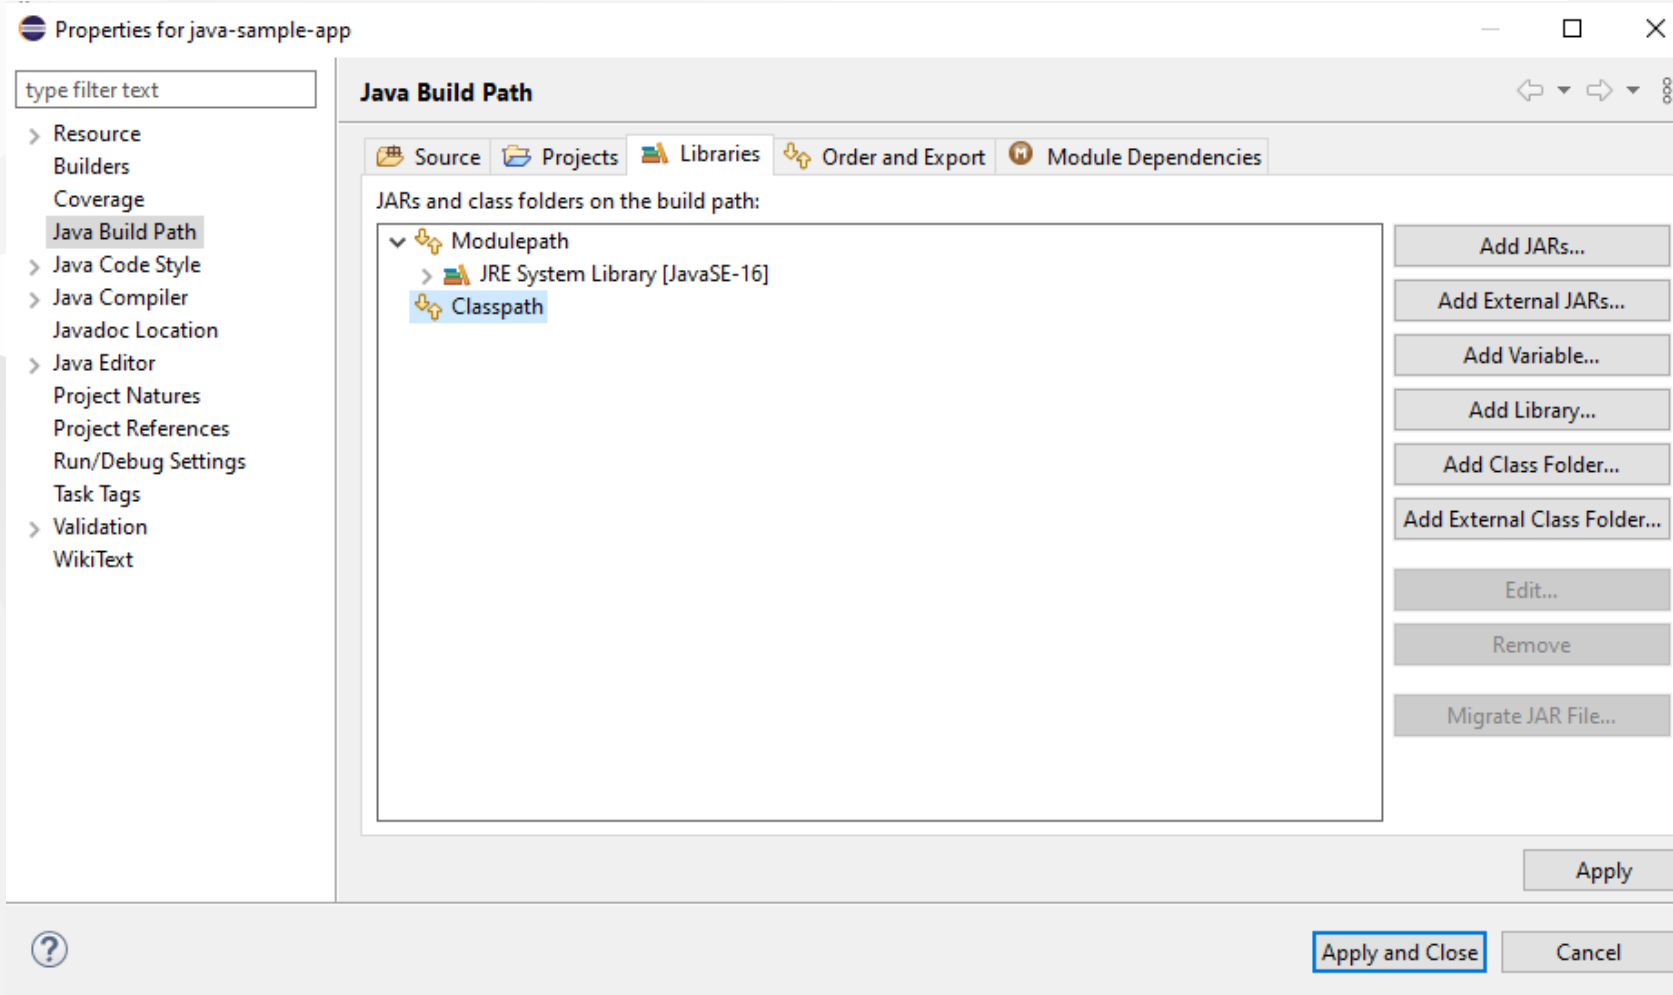 Properties for java-sample-app
type filter text
Resource
Builders
Coverage
Java Build Path
Java Code Style
Java Compiler
Javadoc Location
Java Editor
Project Natures
Project References
Run/Debug Settings
Task Tags
Validation
WikiText
Java Build Path
Source Projects Libraries Order and Export Module Dependencies
JARs and class folders on the build path:
Modulepath
JRE System Library [JavaSE-16]
Classpath
Add JARs...
Add External JARs...
Add Variable...
Add Library...
Add Class Folder...
Add External Class Folder...
Edit...
Remove
Migrate JAR File...
Apply
Apply and Close Cancel